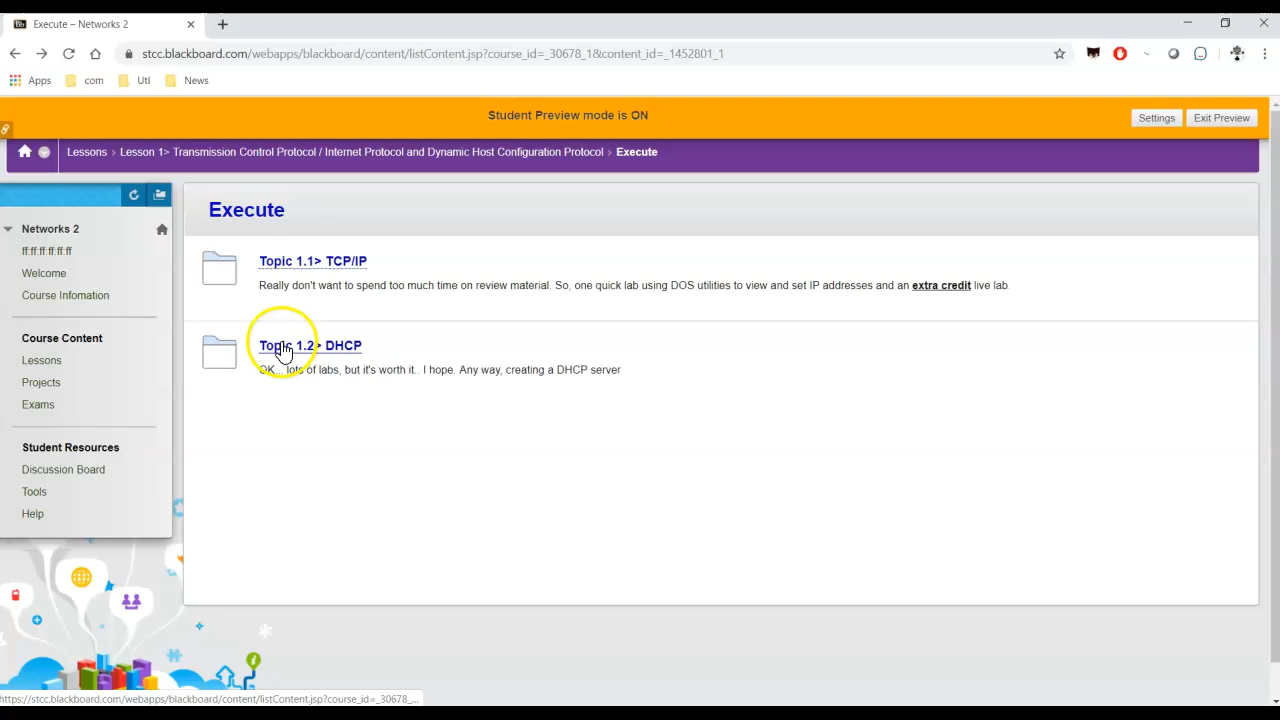 Execute – Networks 2
stcc.blackboard.com/webapps/blackboard/content/listContent.jsp?course_id=_30678_1&content_id=_1452801_1
Apps com Utl News
Student Preview mode is ON
Settings Exit Preview
Lessons › Lesson 1> Transmission Control Protocol / Internet Protocol and Dynamic Host Configuration Protocol › Execute
Networks 2
ff:ff:ff:ff:ff:ff
Welcome
Course Infomation
Course Content
Lessons
Projects
Exams
Student Resources
Discussion Board
Tools
Help
Execute
Topic 1.1> TCP/IP
Really don't want to spend too much time on review material. So, one quick lab using DOS utilities to view and set IP addresses and an extra credit live lab.
Topic 1.2> DHCP
OK... lots of labs, but it's worth it.. I hope. Any way, creating a DHCP server
https://stcc.blackboard.com/webapps/blackboard/content/listContent.jsp?course_id=_30678_...